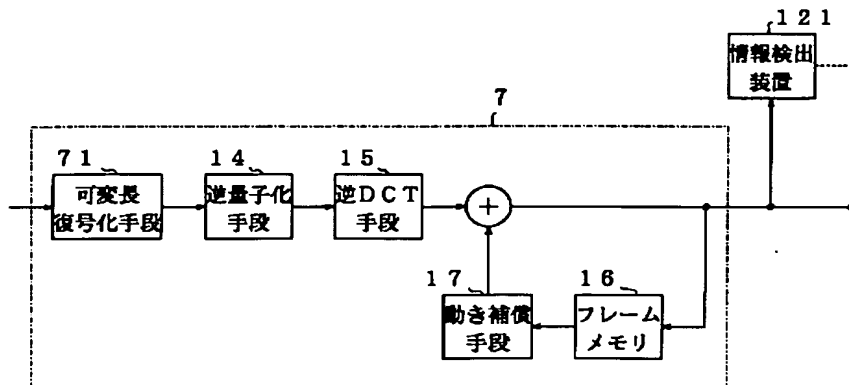 121
情報検出
装置
7
71
可変長
復号化手段
14
逆量子化
手段
15
逆DCT
手段
+
17
動き補償
手段
16
フレーム
メモリ